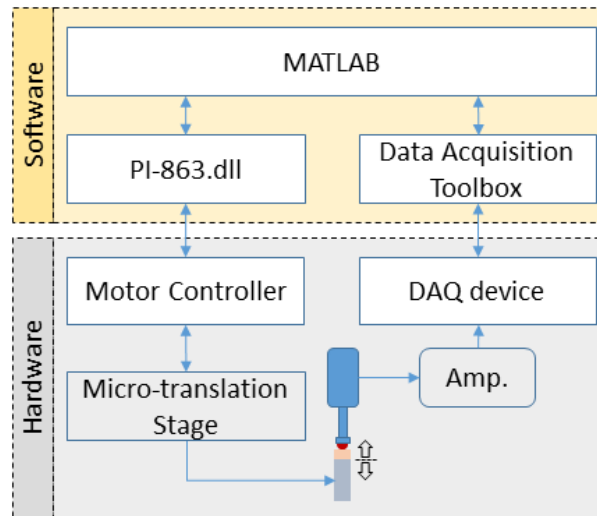 Software
MATLAB
PI-863.dll
Data Acquisition
Toolbox
Hardware
Motor Controller
DAQ device
Micro-translation
Stage
Amp.